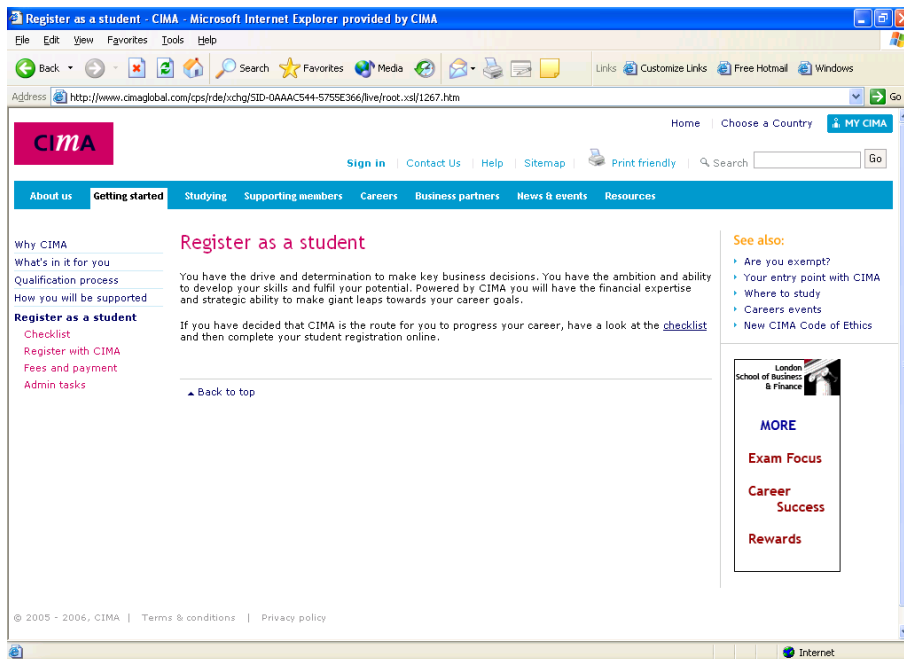 Register as a student - CIMA - Microsoft Internet Explorer provided by CIMA
File Edit View Favorites Tools Help
Back Search Favorites Media Links Customize Links Free Hotmail Windows
Address http://www.cimaglobal.com/cps/rde/xchg/SID-0AAAC544-5755E366/live/root.xsl/1267.htm Go
Home Choose a Country MY CIMA
CIMA
Sign in Contact Us Help Sitemap Print friendly Search Go
About us Getting started Studying Supporting members Careers Business partners News & events Resources
Why CIMA
What's in it for you
Qualification process
How you will be supported
Register as a student
Checklist
Register with CIMA
Fees and payment
Admin tasks
Register as a student
You have the drive and determination to make key business decisions. You have the ambition and ability
to develop your skills and fulfil your potential. Powered by CIMA you will have the financial expertise
and strategic ability to make giant leaps towards your career goals.
If you have decided that CIMA is the route for you to progress your career, have a look at the checklist
and then complete your student registration online.
Back to top
See also:
Are you exempt?
Your entry point with CIMA
Where to study
Careers events
New CIMA Code of Ethics
London
School of Business
& Finance
MORE
Exam Focus
Career
Success
Rewards
© 2005 - 2006, CIMA | Terms & conditions | Privacy policy
Internet